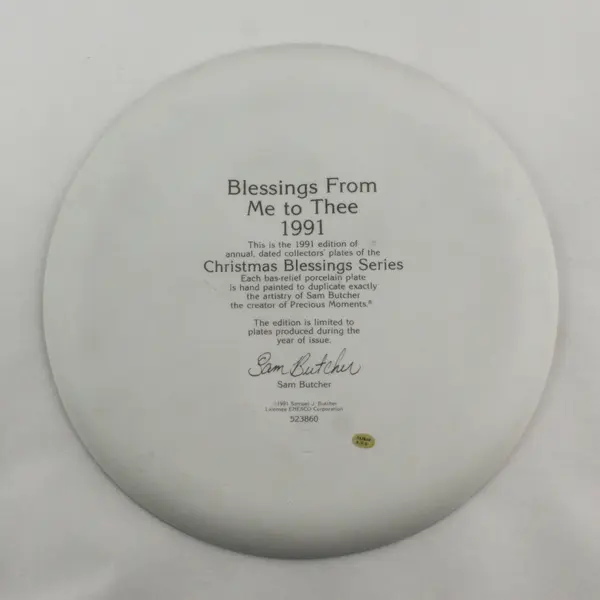 Blessings From
Me to Thee
1991
This is the 1991 edition of
annual, dated collectors' plates of the
Christmas Blessings Series
Each bas-relief porcelain plate
is hand painted to duplicate exactly
the artistry of Sam Butcher
the creator of Precious Moments.®
The edition is limited to
plates produced during the
year of issue.
Sam Butcher
Sam Butcher
©1991 Samuel J. Butcher
Licensee ENESCO Corporation
523860